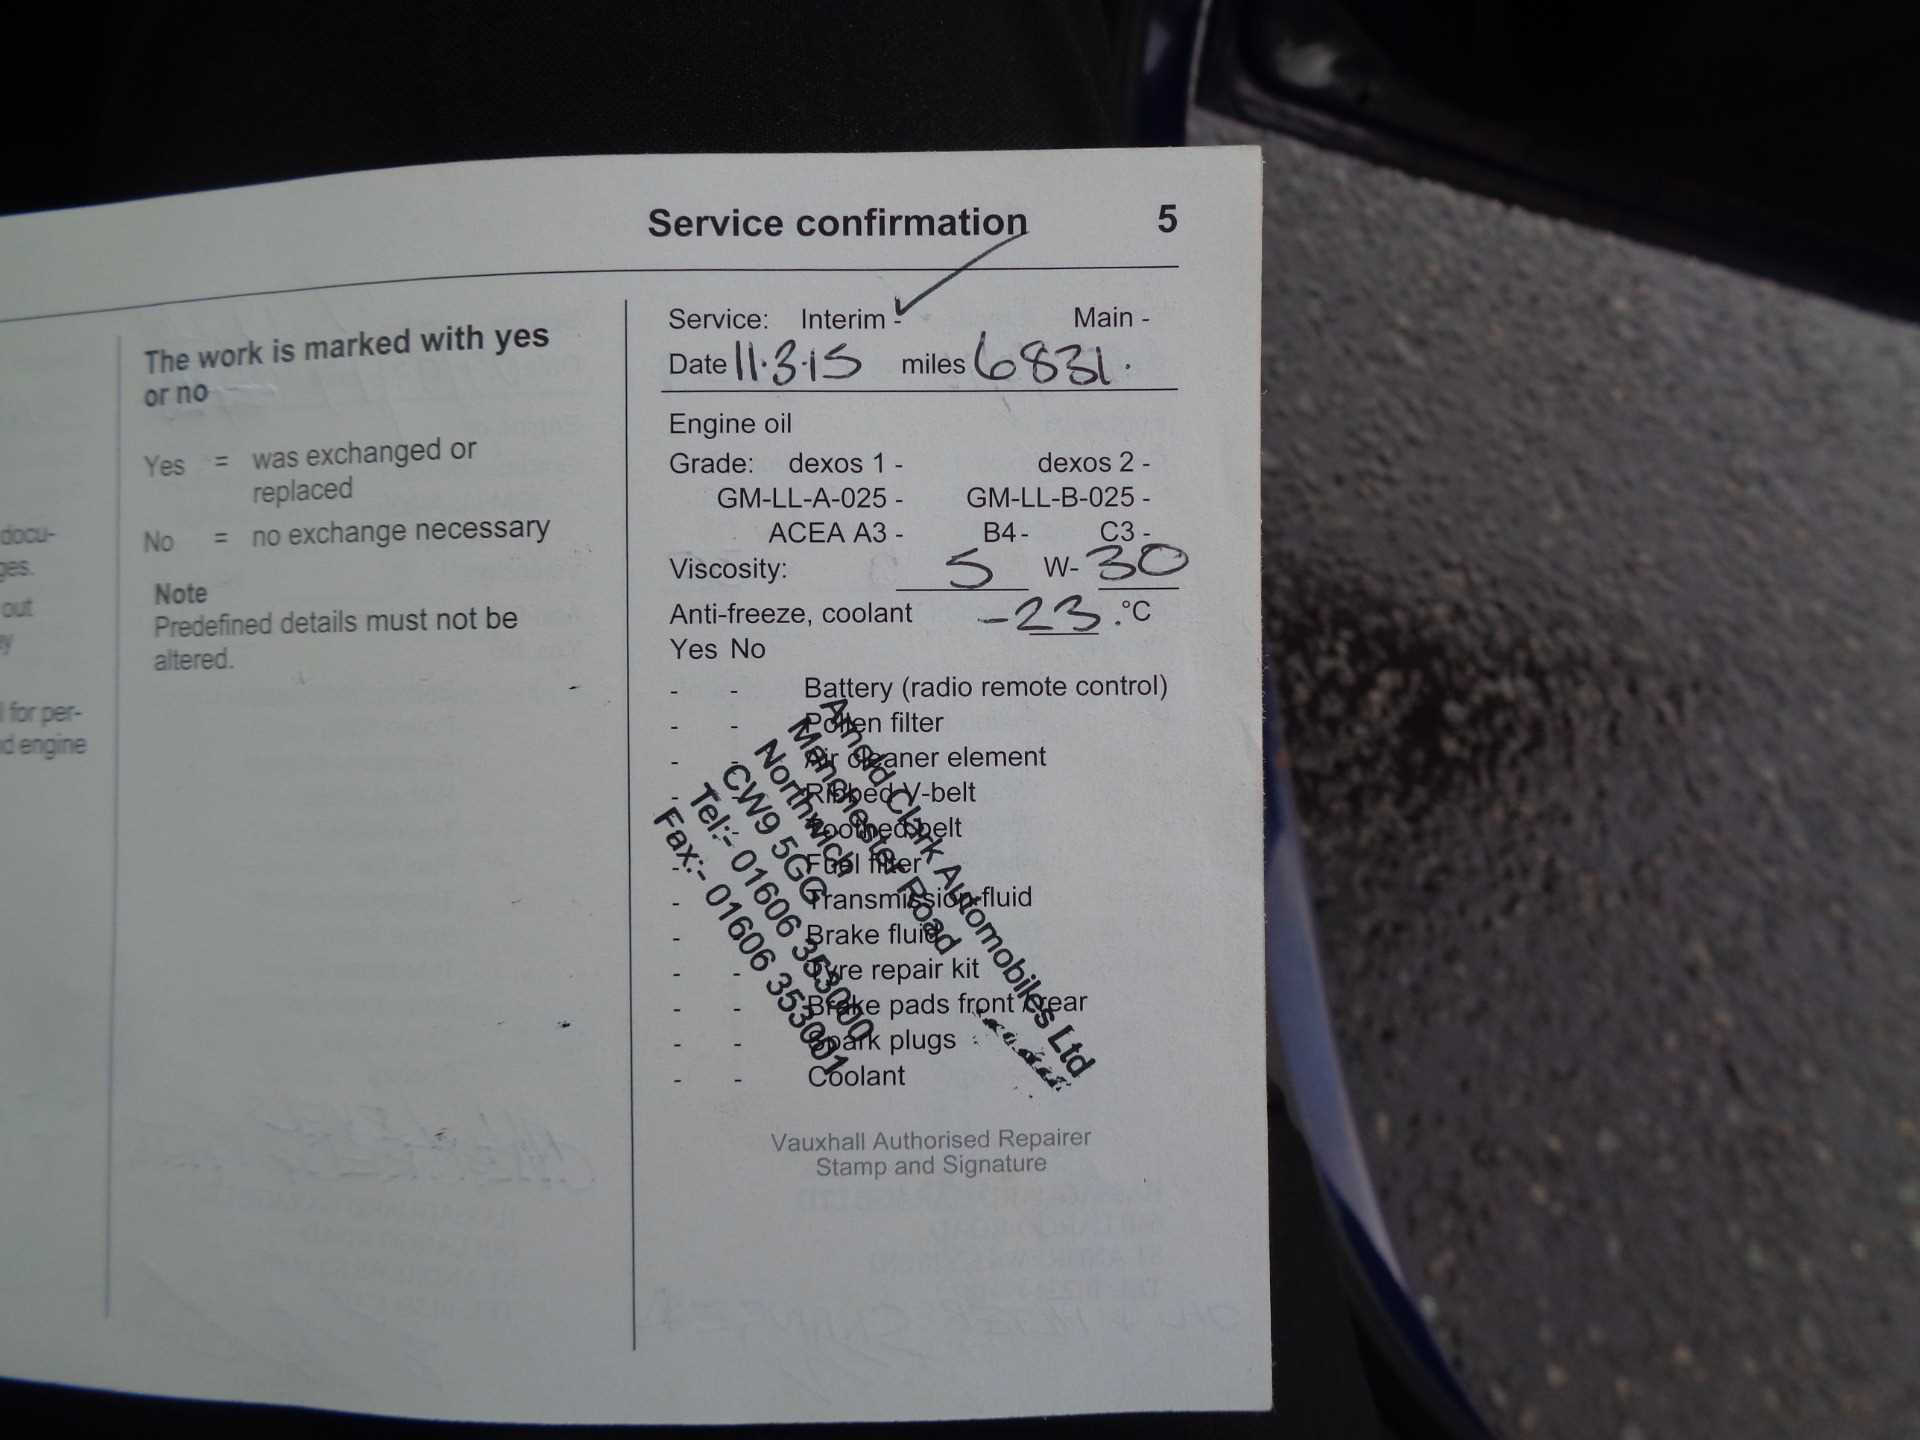 Service confirmation 5
docu-
ges.
out
l for per-
d engine
The work is marked with yes
or no
Yes = was exchanged or
replaced
No = no exchange necessary
Note
Predefined details must not be
altered.
Service: Interim - ✓ Main -
Date 11.3.15 miles 6831.
Engine oil
Grade: dexos 1 - dexos 2 -
GM-LL-A-025 - GM-LL-B-025 -
ACEA A3 - B4 - C3 -
Viscosity: 5 W- 30
Anti-freeze, coolant -23 .°C
Yes No
- - Battery (radio remote control)
- - Pollen filter
- - Air cleaner element
- - Ribbed V-belt
- - Toothed belt
- - Fuel filter
- - Transmission fluid
- - Brake fluid
- - Tyre repair kit
- - Brake pads front / rear
- - Spark plugs
- - Coolant
Arnold Clark Automobiles Ltd
Manchester Road
Northwich
CW9 5GG
Tel:- 01606 353000
Fax:- 01606 353001
Vauxhall Authorised Repairer
Stamp and Signature